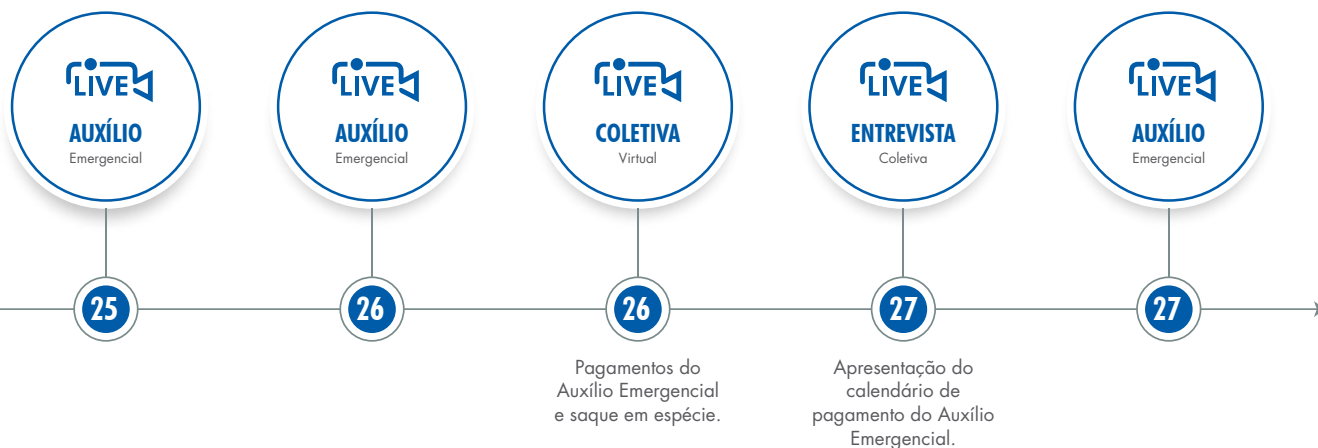 LIVE
AUXÍLIO
Emergencial
25
LIVE
AUXÍLIO
Emergencial
26
LIVE
COLETIVA
Virtual
26
Pagamentos do
Auxílio Emergencial
e saque em espécie.
LIVE
ENTREVISTA
Coletiva
27
Apresentação do
calendário de
pagamento do Auxílio
Emergencial.
LIVE
AUXÍLIO
Emergencial
27